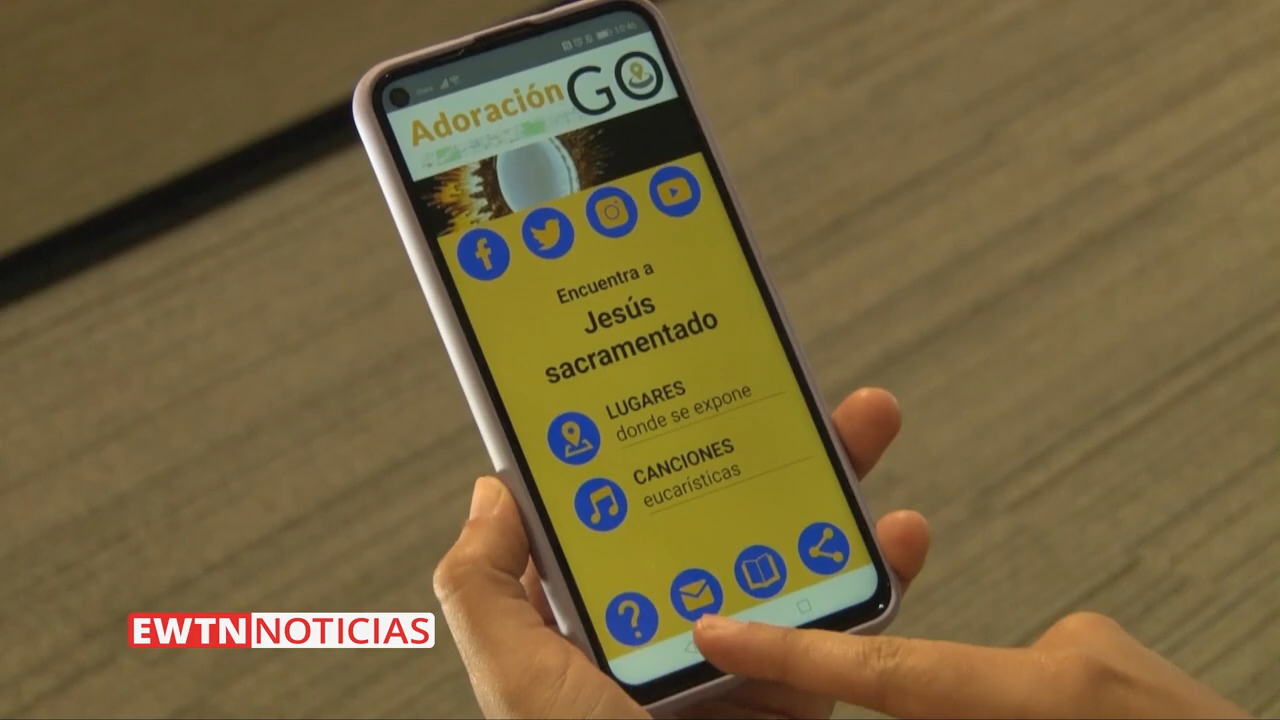 Adoración GO
Encuentra a
Jesús
sacramentado
LUGARES
donde se expone
CANCIONES
eucarísticas
EWTN NOTICIAS